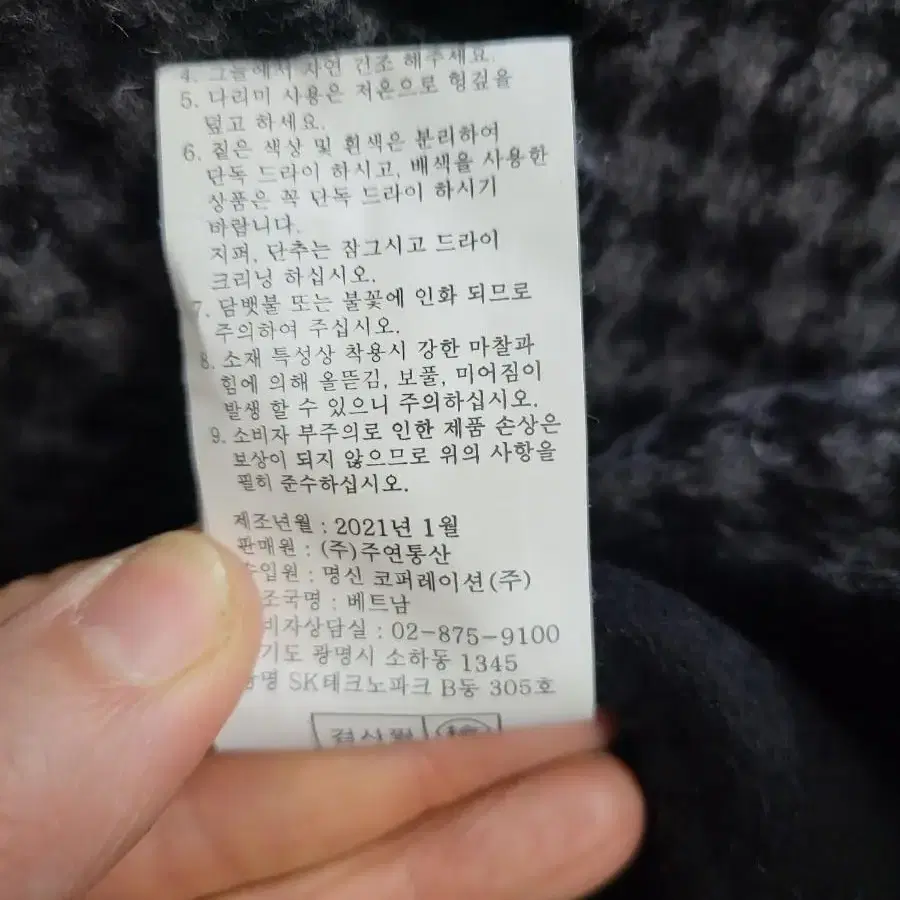 4. 그늘에서 자연 건조 해주세요.
5. 다리미 사용은 저온으로 헝겊을
덮고 하세요.
6. 짙은 색상 및 흰색은 분리하여
단독 드라이 하시고, 배색을 사용한
상품은 꼭 단독 드라이 하시기
바랍니다.
지퍼, 단추는 잠그시고 드라이
크리닝 하십시오.
7. 담뱃불 또는 불꽃에 인화 되므로
주의하여 주십시오.
8. 소재 특성상 착용시 강한 마찰과
힘에 의해 올뜯김, 보풀, 미어짐이
발생 할 수 있으니 주의하십시오.
9. 소비자 부주의로 인한 제품 손상은
보상이 되지 않으므로 위의 사항을
필히 준수하십시오.
제조년월 : 2021년 1월
판매원 : (주)주연통산
수입원 : 명신 코퍼레이션(주)
조국명 : 베트남
비자상담실 : 02-875-9100
기도 광명시 소하동 1345
광명 SK테크노파크 B동 305호